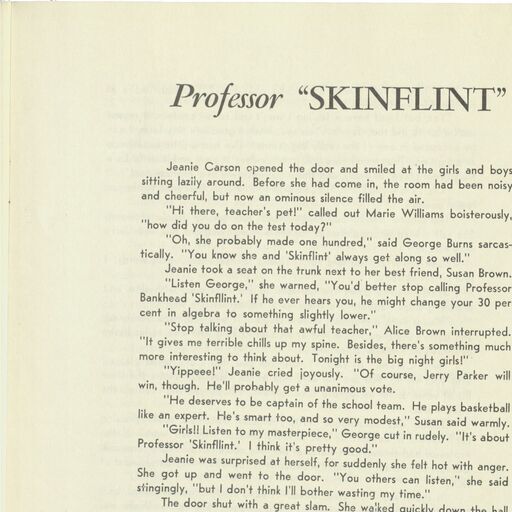 Professor “SKINFLINT”
Jeanie Carson opened the door and smiled at the girls and boys
sitting lazily around. Before she had come in, the room had been noisy
and cheerful, but now an ominous silence filled the air.
"Hi there, teacher's pet!" called out Marie Williams boisterously,
"how did you do on the test today?"
"Oh, she probably made one hundred," said George Burns sarcas-
tically. "You know she and 'Skinflint' always get along so well."
Jeanie took a seat on the trunk next to her best friend, Susan Brown.
"Listen George," she warned, "You'd better stop calling Professor
Bankhead 'Skinfllint.' If he ever hears you, he might change your 30 per
cent in algebra to something slightly lower."
"Stop talking about that awful teacher," Alice Brown interrupted.
"It gives me terrible chills up my spine. Besides, there's something much
more interesting to think about. Tonight is the big night girls!"
"Yippeee!" Jeanie cried joyously. "Of course, Jerry Parker will
win, though. He'll probably get a unanimous vote.
"He deserves to be captain of the school team. He plays basketball
like an expert. He's smart too, and so very modest," Susan said warmly.
"Girls!! Listen to my masterpiece," George cut in rudely. "It's about
Professor 'Skinfllint.' I think it's pretty good."
Jeanie was surprised at herself, for suddenly she felt hot with anger.
She got up and went to the door. "You others can listen," she said
stingingly, "but I don't think I'll bother wasting my time."
The door shut with a great slam. She walked quickly down the hall